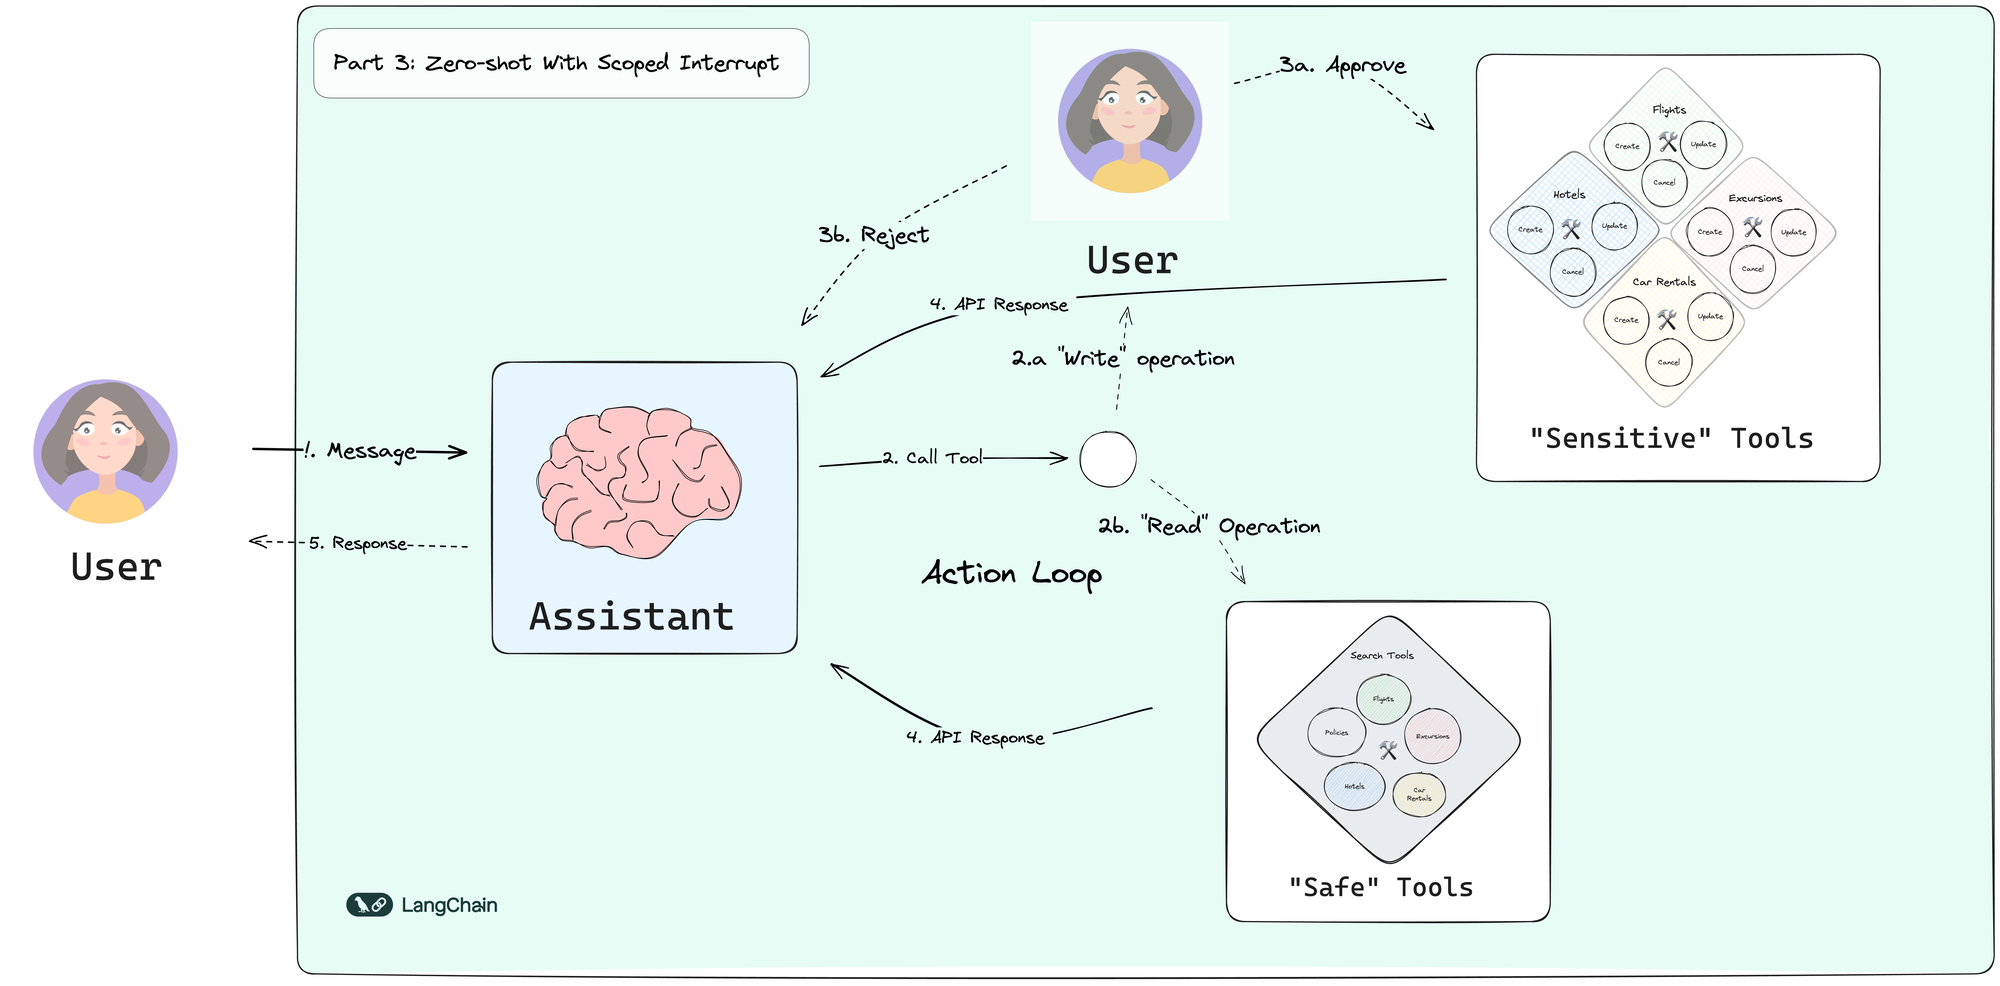 Part 3: Zero-shot With Scoped Interrupt
3a. Approve
3b. Reject
User
4. API Response
2.a "Write" operation
Flights
Create
Update
Cancel
Hotels
Create
Update
Cancel
Excursions
Create
Update
Cancel
Car Rentals
Create
Update
Cancel
"Sensitive" Tools
1. Message
2. Call Tool
2b. "Read" Operation
5. Response
User
Assistant
Action Loop
4. API Response
Search Tools
Flights
Policies
Excursions
Hotels
Car
Rentals
"Safe" Tools
LangChain